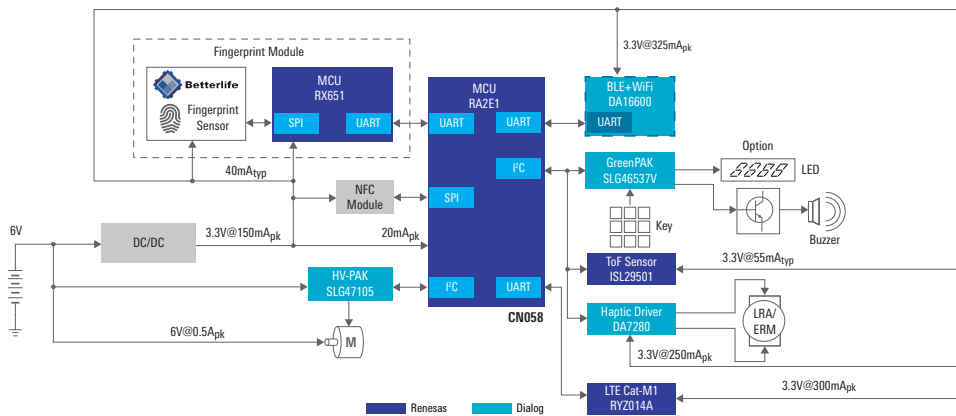 3.3V@325mApk
Fingerprint Module
Betterlife
Fingerprint
Sensor
MCU
RX651
SPI
UART
MCU
RA2E1
UART
UART
I²C
SPI
I²C
UART
CN058
BLE+WiFi
DA16600
UART
GreenPAK
SLG46537V
Option
8888
LED
Key
Buzzer
40mAtyp
NFC
Module
6V
DC/DC
3.3V@150mApk
20mApk
HV-PAK
SLG47105
6V@0.5Apk
M
ToF Sensor
ISL29501
3.3V@55mAtyp
Haptic Driver
DA7280
LRA/
ERM
3.3V@250mApk
LTE Cat-M1
RYZ014A
3.3V@300mApk
Renesas
Dialog